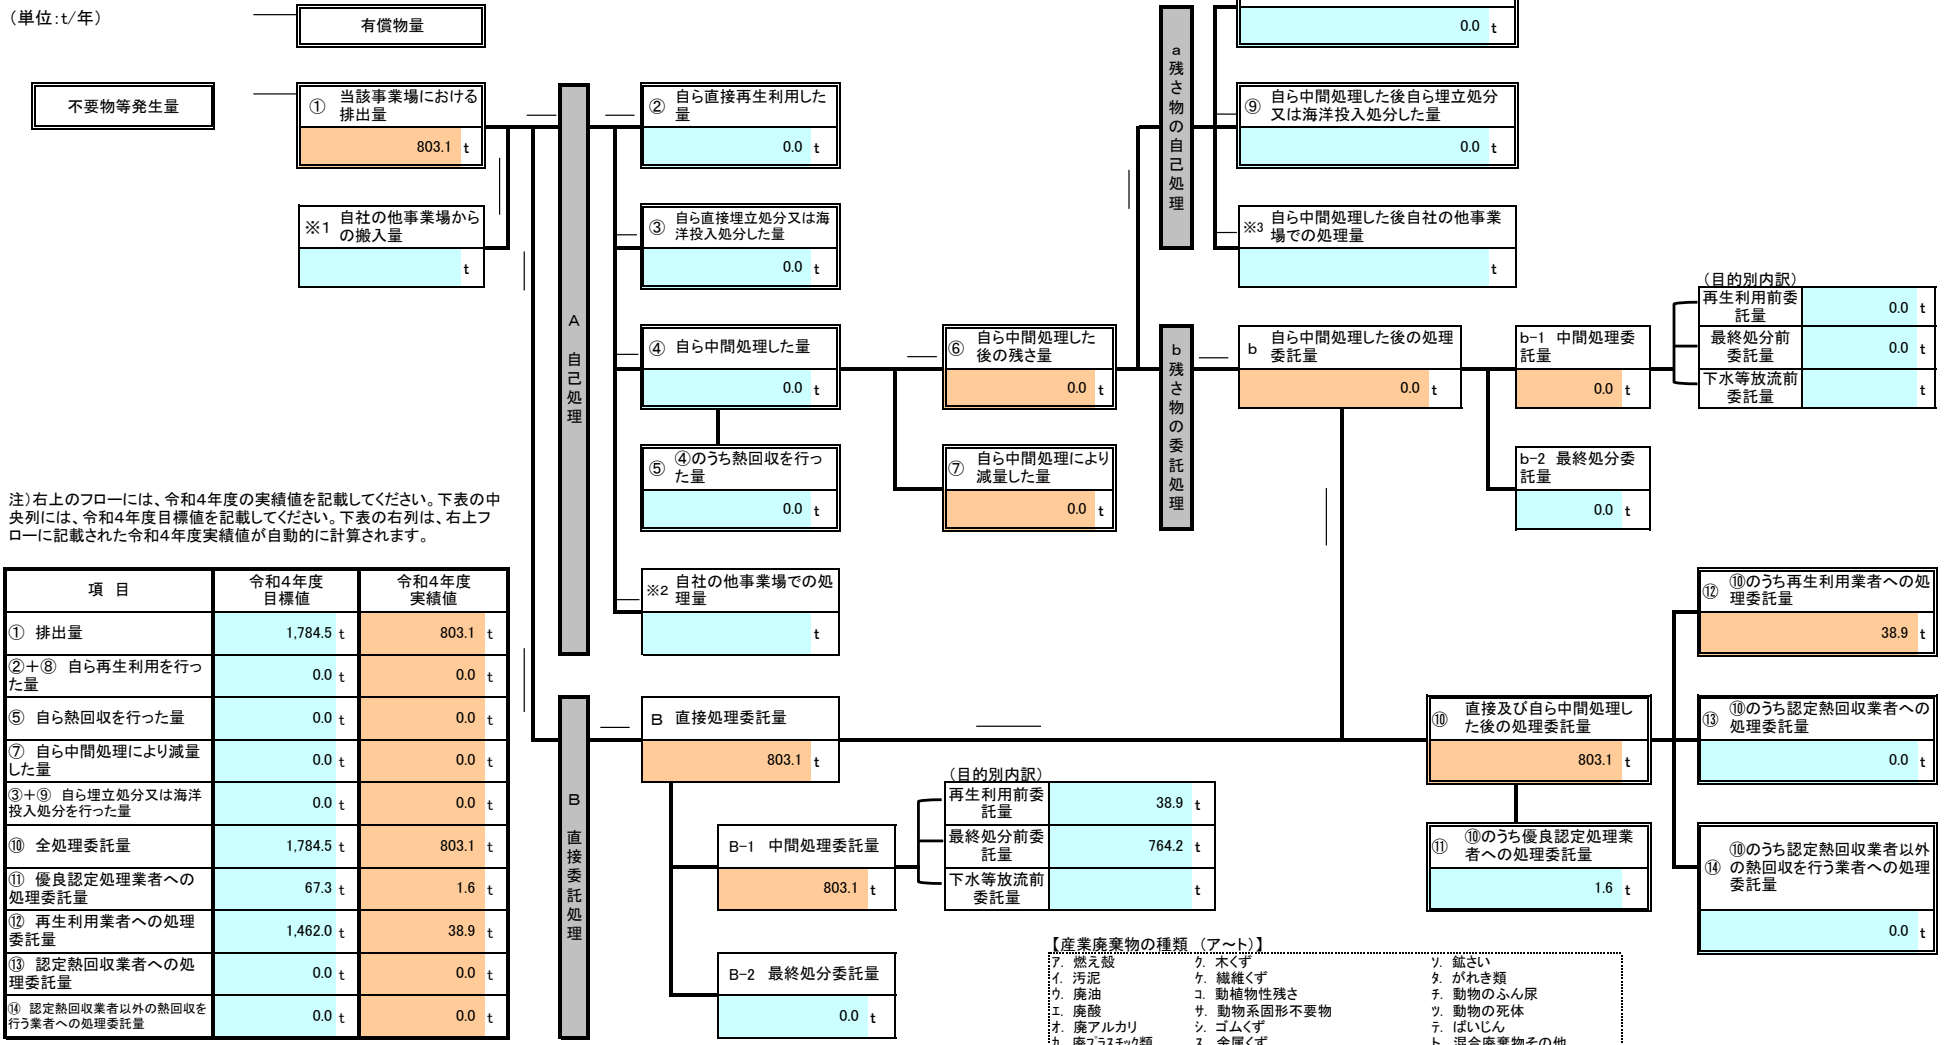 （単位：t/年）
有償物量
不要物等発生量
① 当該事業場における
排出量
803.1 t
※1 自社の他事業場から
の搬入量
t
A 自己処理
② 自ら直接再生利用した
量
0.0 t
③ 自ら直接埋立処分又は海
洋投入処分した量
0.0 t
④ 自ら中間処理した量
0.0 t
⑤ ④のうち熱回収を行っ
た量
0.0 t
※2 自社の他事業場での処
理量
t
⑥ 自ら中間処理した
後の残さ量
0.0 t
⑦ 自ら中間処理により
減量した量
0.0 t
a 残さ物の自己処理
0.0 t
⑨ 自ら中間処理した後自ら埋立処分
又は海洋投入処分した量
0.0 t
※3 自ら中間処理した後自社の他事業
場での処理量
t
b 残さ物の委託処理
b 自ら中間処理した後の処理
委託量
0.0 t
b-1 中間処理委
託量
0.0 t
b-2 最終処分委
託量
0.0 t
（目的別内訳）
再生利用前委
託量
0.0 t
最終処分前
委託量
0.0 t
下水等放流前
委託量
t
注）右上のフローには、令和4年度の実績値を記載してください。下表の中
央列には、令和4年度目標値を記載してください。下表の右列は、右上フ
ローに記載された令和4年度実績値が自動的に計算されます。
項 目 令和4年度
目標値 令和4年度
実績値
① 排出量 1,784.5 t 803.1 t
②＋⑧ 自ら再生利用を行っ
た量 0.0 t 0.0 t
⑤ 自ら熱回収を行った量 0.0 t 0.0 t
⑦ 自ら中間処理により減量
した量 0.0 t 0.0 t
③＋⑨ 自ら埋立処分又は海洋
投入処分を行った量 0.0 t 0.0 t
⑩ 全処理委託量 1,784.5 t 803.1 t
⑪ 優良認定処理業者への
処理委託量 67.3 t 1.6 t
⑫ 再生利用業者への処理
委託量 1,462.0 t 38.9 t
⑬ 認定熱回収業者への処
理委託量 0.0 t 0.0 t
⑭ 認定熱回収業者以外の熱回収を
行う業者への処理委託量 0.0 t 0.0 t
B 直接委託処理
B 直接処理委託量
803.1 t
B-1 中間処理委託量
803.1 t
B-2 最終処分委託量
0.0 t
（目的別内訳）
再生利用前委
託量
38.9 t
最終処分前委
託量
764.2 t
下水等放流前
委託量
t
⑩ 直接及び自ら中間処理し
た後の処理委託量
803.1 t
⑪ ⑩のうち優良認定処理業
者への処理委託量
1.6 t
⑫ ⑩のうち再生利用業者への処
理委託量
38.9 t
⑬ ⑩のうち認定熱回収業者への
処理委託量
0.0 t
⑭ ⑩のうち認定熱回収業者以外
の熱回収を行う業者への処理
委託量
0.0 t
【産業廃棄物の種類 （ア～ト）】
ア. 燃え殻 ク. 木くず ソ. 鉱さい
イ. 汚泥 ケ. 繊維くず タ. がれき類
ウ. 廃油 コ. 動植物性残さ チ. 動物のふん尿
エ. 廃酸 サ. 動物系固形不要物 ツ. 動物の死体
オ. 廃アルカリ シ. ゴムくず テ. ばいじん
カ. 廃プラスチック類 ス. 金属くず ト. 混合廃棄物その他